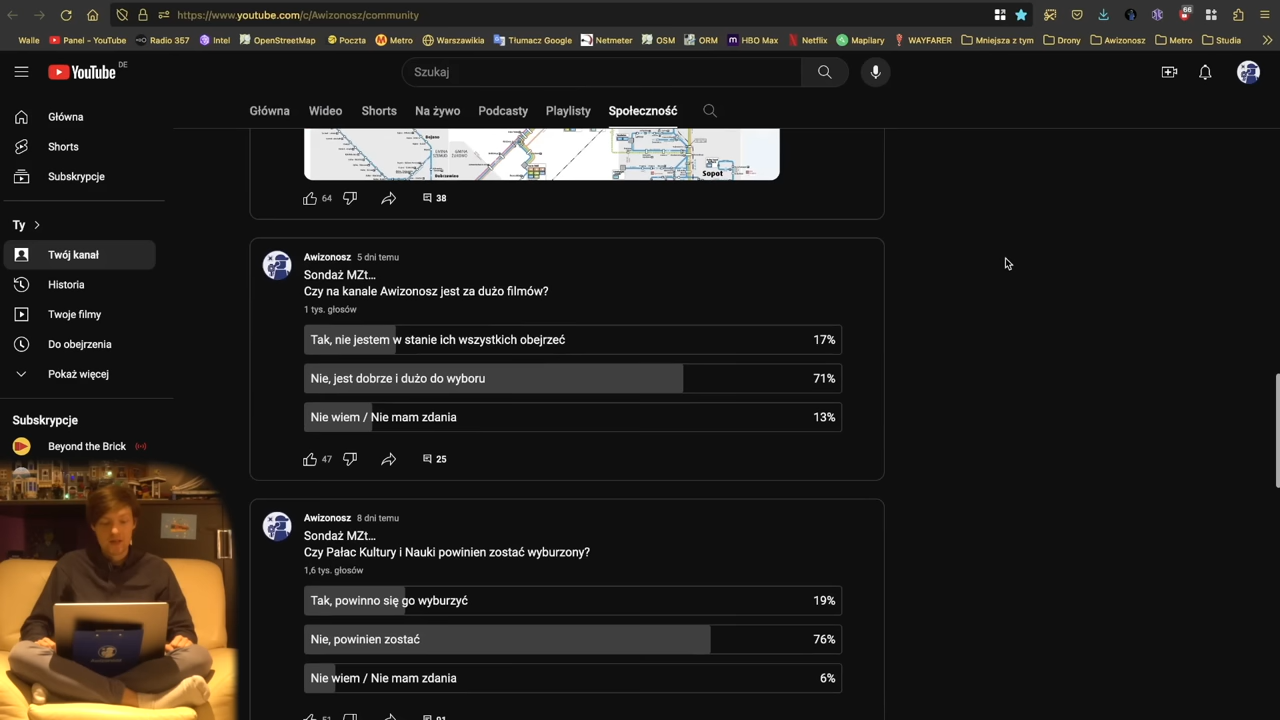 https://www.youtube.com/c/Awizonosz/community
66
Walle
Panel - YouTube
Radio 357
Intel
OpenStreetMap
Poczta
Metro
Warszawikia
Tłumacz Google
Netmeter
OSM
ORM
HBO Max
Netflix
Mapilary
WAYFARER
Mniejsza z tym
Drony
Awizonosz
Metro
Studia
YouTube DE
Szukaj
Główna
Wideo
Shorts
Na żywo
Podcasty
Playlisty
Społeczność
Główna
Shorts
Subskrypcje
Ty
Twój kanał
Historia
Twoje filmy
Do obejrzenia
Pokaż więcej
Subskrypcje
Beyond the Brick
Sopot
64
38
Awizonosz 5 dni temu
Sondaż MZt...
Czy na kanale Awizonosz jest za dużo filmów?
1 tys. głosów
Tak, nie jestem w stanie ich wszystkich obejrzeć 17%
Nie, jest dobrze i dużo do wyboru 71%
Nie wiem / Nie mam zdania 13%
47
25
Awizonosz 8 dni temu
Sondaż MZt...
Czy Pałac Kultury i Nauki powinien zostać wyburzony?
1,6 tys. głosów
Tak, powinno się go wyburzyć 19%
Nie, powinien zostać 76%
Nie wiem / Nie mam zdania 6%